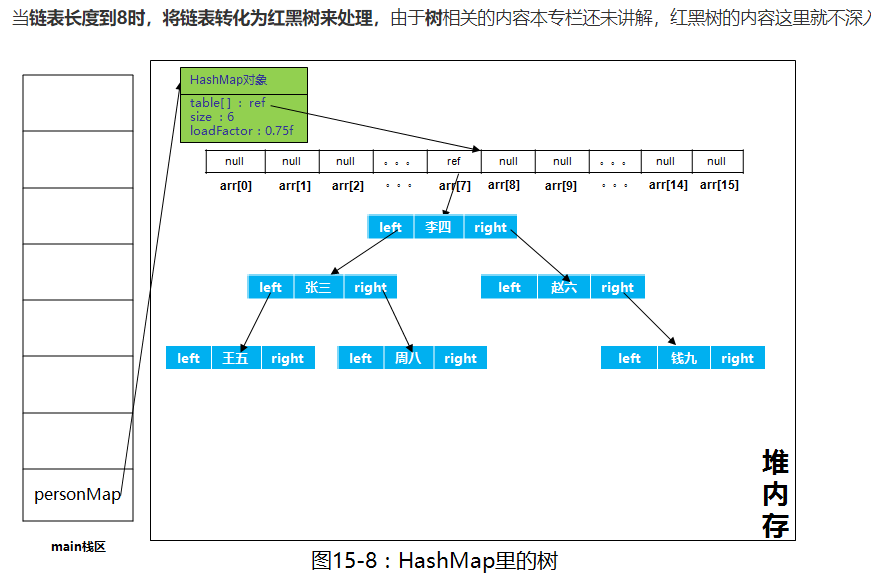 当链表长度到8时，将链表转化为红黑树来处理，由于树相关的内容本专栏还未讲解，红黑树的内容这里就不深入
HashMap对象
table[] : ref
size : 6
loadFactor : 0.75f
null null null 。。。 ref null null 。。。 null null
arr[0] arr[1] arr[2] 。。。 arr[7] arr[8] arr[9] 。。。 arr[14] arr[15]
left 李四 right
left 张三 right left 赵六 right
left 王五 right left 周八 right left 钱九 right
堆
内
存
personMap
main栈区
图15-8：HashMap里的树